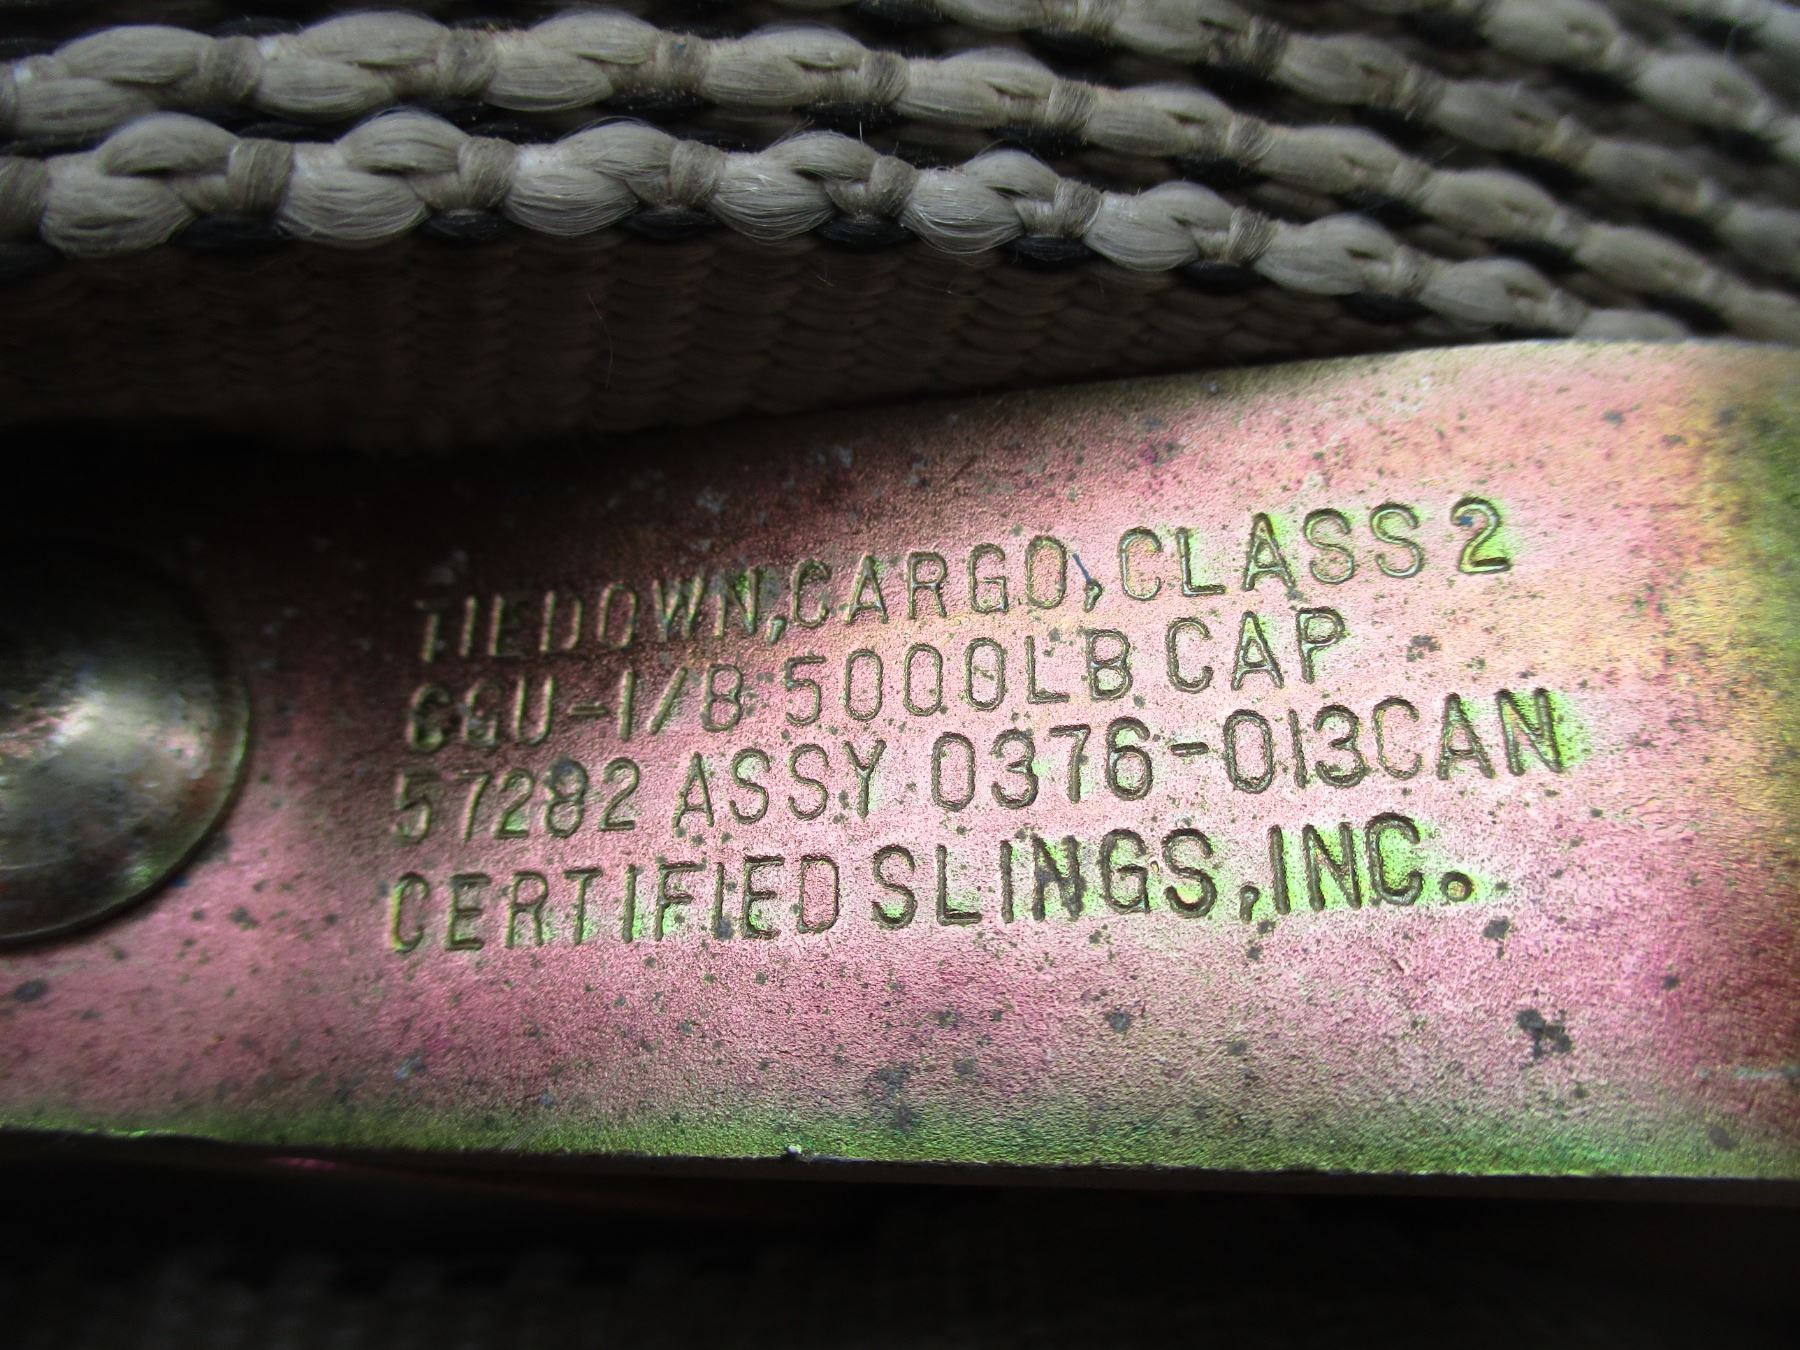 TIEDOWN, CARGO, CLASS 2
CGU-1/B 5000LB CAP
57282 ASSY 0376-013CAN
CERTIFIED SLINGS, INC.